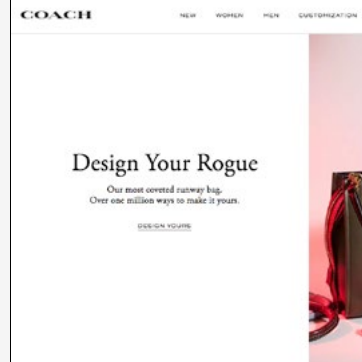 COACH
NEW WOMEN MEN CUSTOMIZATION
Design Your Rogue
Our most coveted runway bag.
Over one million ways to make it yours.
DESIGN YOURS